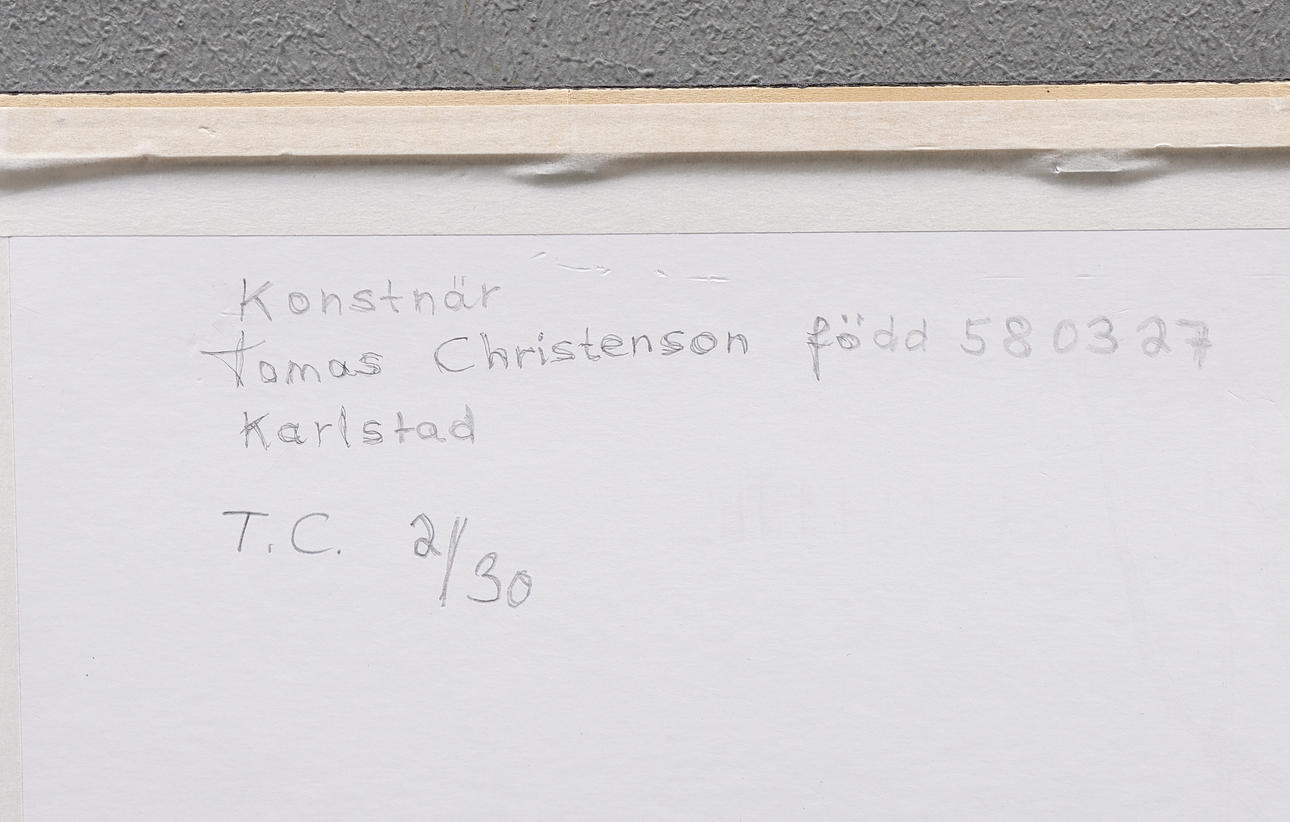 Konstnär
Tomas Christenson född 580327
Karlstad
T.C. 2/30